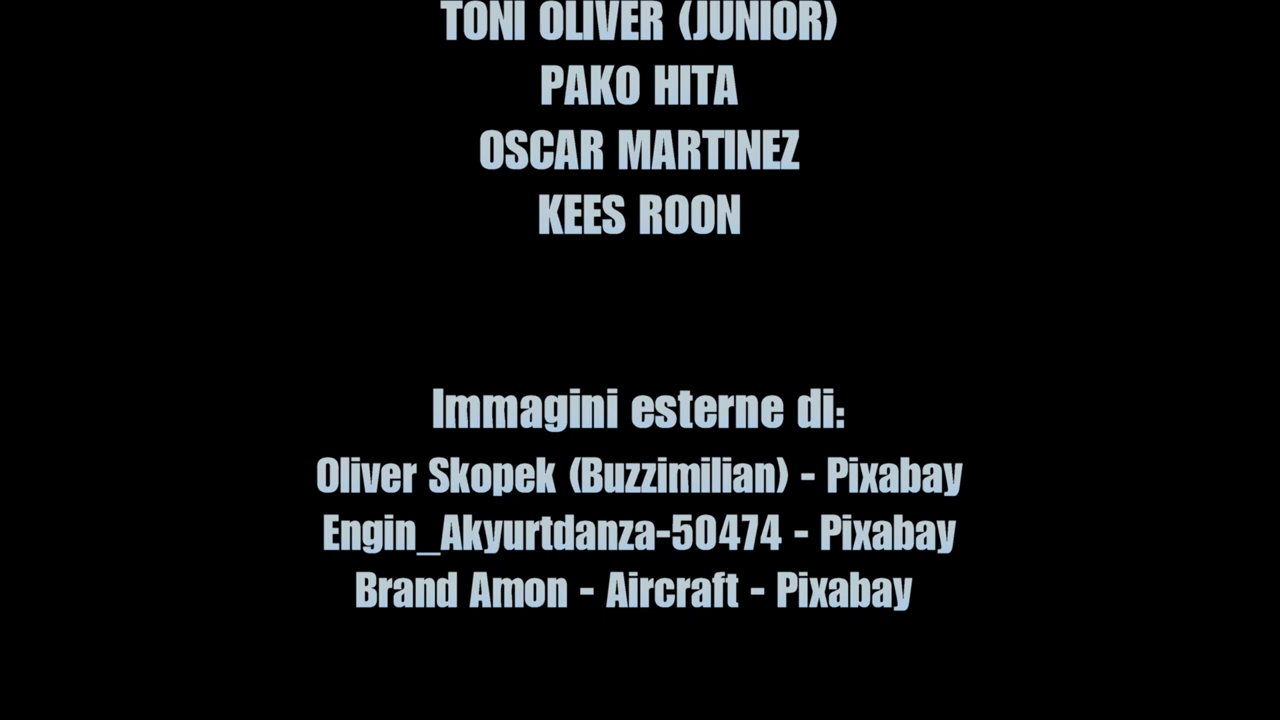 TONI OLIVER (JUNIOR)
PAKO HITA
OSCAR MARTINEZ
KEES ROON
Immagini esterne di:
Oliver Skopek (Buzzimilian) - Pixabay
Engin_Akyurtdanza-50474 - Pixabay
Brand Amon - Aircraft - Pixabay